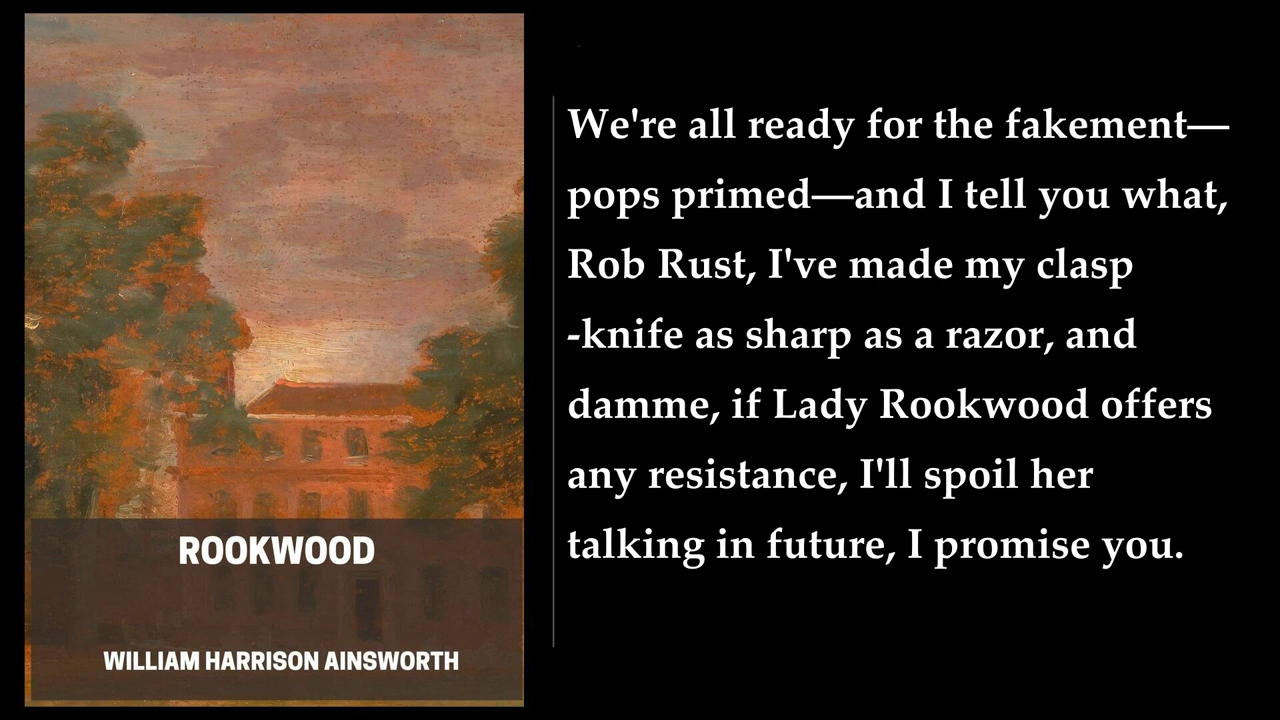 ROOKWOOD
WILLIAM HARRISON AINSWORTH
We're all ready for the fakement—
pops primed—and I tell you what,
Rob Rust, I've made my clasp
-knife as sharp as a razor, and
damme, if Lady Rookwood offers
any resistance, I'll spoil her
talking in future, I promise you.